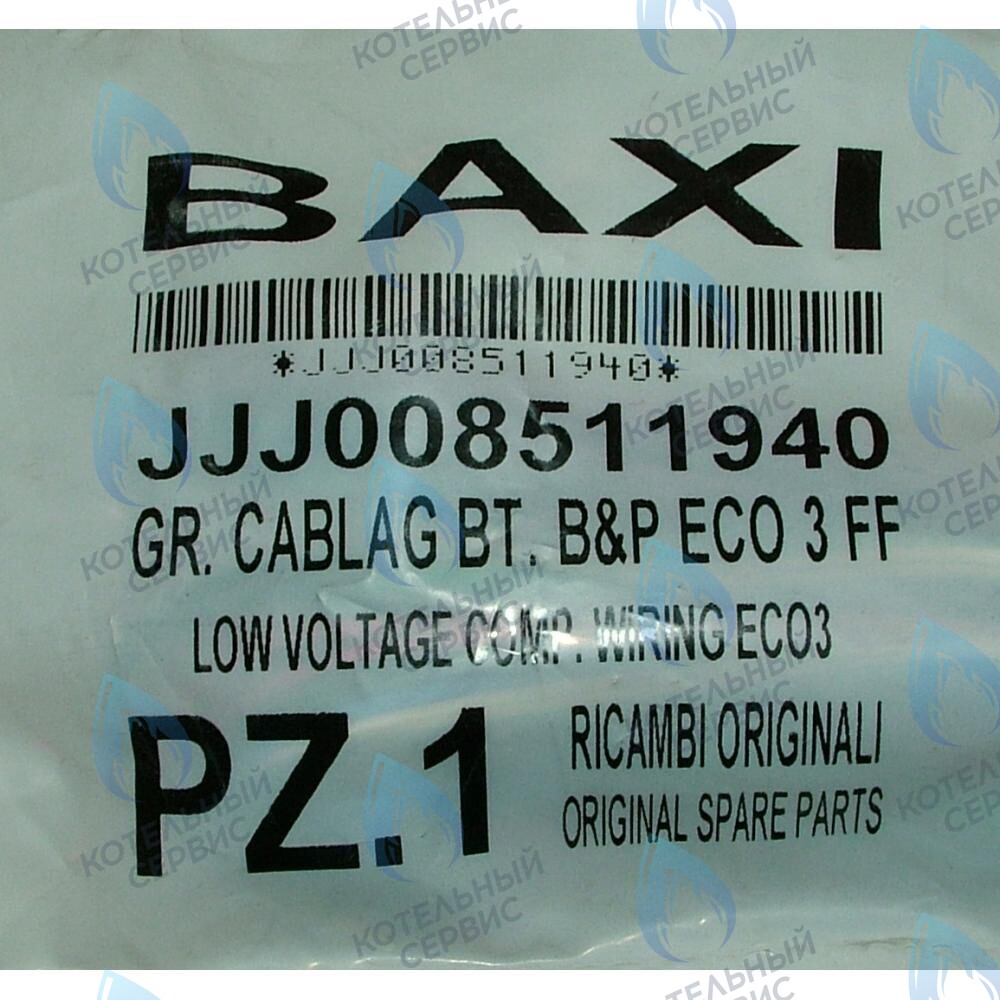 BAXI
*JJJ008511940*
JJJ008511940
GR. CABLAG BT. B&P ECO 3 FF
LOW VOLTAGE COMP. WIRING ECO3
PZ.1
RICAMBI ORIGINALI
ORIGINAL SPARE PARTS
КОТЕЛЬНЫЙ
СЕРВИС